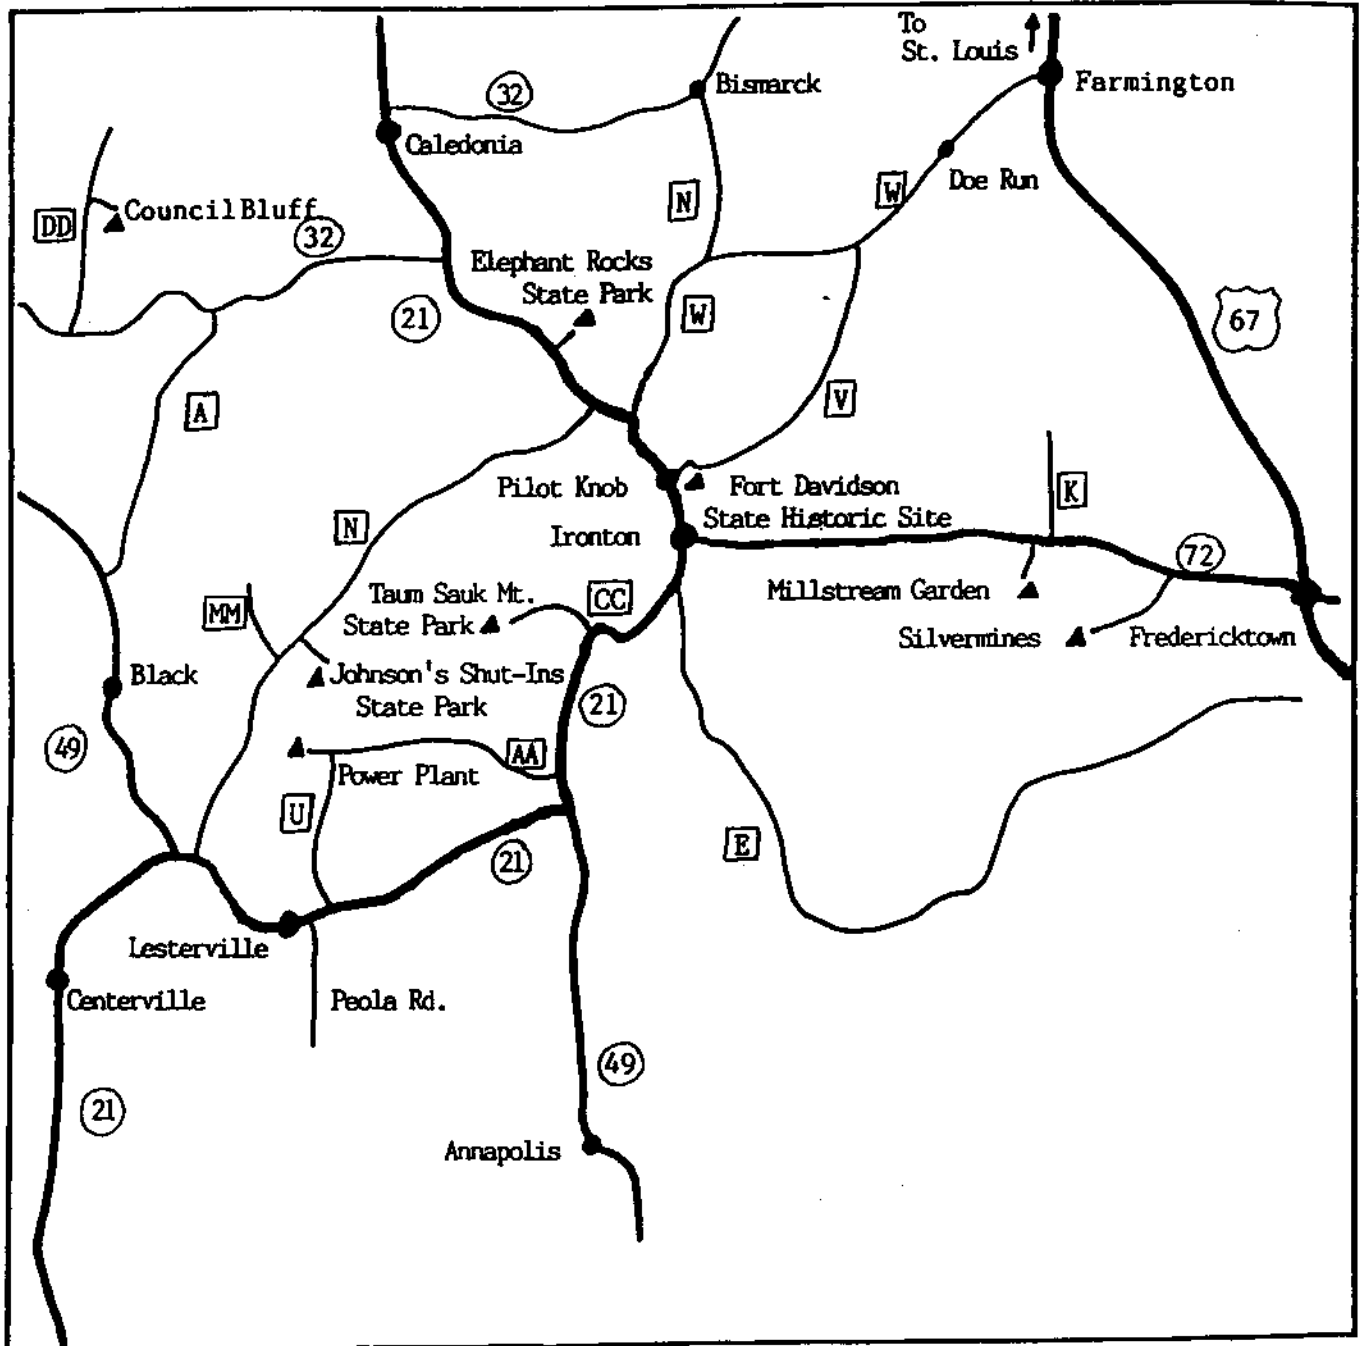 To
St. Louis
Farmington
32
Bismarck
Caledonia
Doe Run
W
N
DD
Council Bluff
32
Elephant Rocks
State Park
21
W
67
A
V
Pilot Knob
Fort Davidson
State Historic Site
K
N
Ironton
72
Taum Sauk Mt.
State Park
CC
Millstream Garden
MM
Silvermines
Fredericktown
Black
Johnson's Shut-Ins
State Park
21
49
AA
Power Plant
U
E
21
Lesterville
Centerville
Peola Rd.
49
21
Annapolis